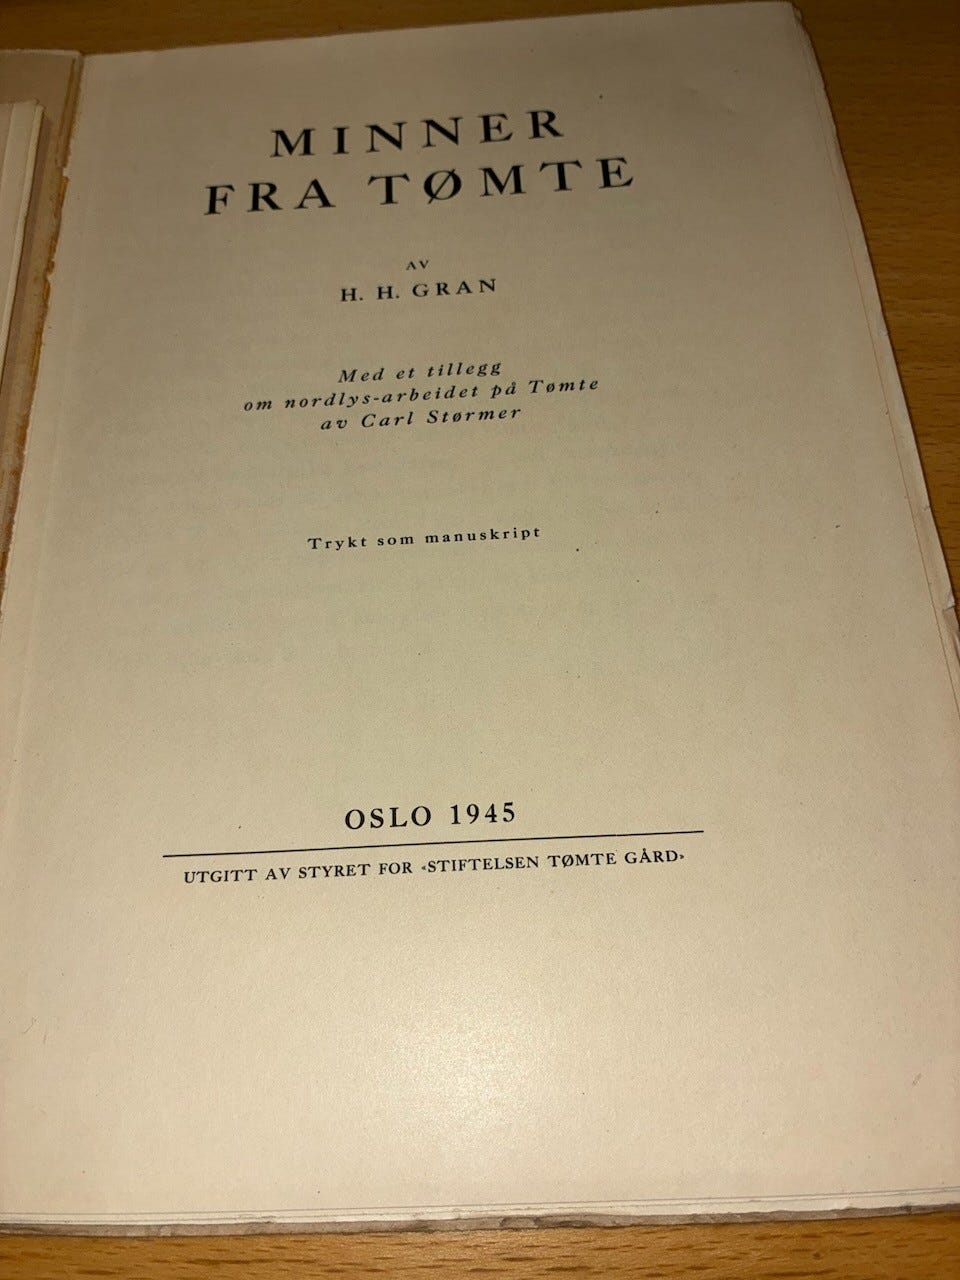 MINNER
FRA TØMTE
AV
H. H. GRAN
Med et tillegg
om nordlys-arbeidet på Tømte
av Carl Størmer
Trykt som manuskript
OSLO 1945
UTGITT AV STYRET FOR «STIFTELSEN TØMTE GÅRD»